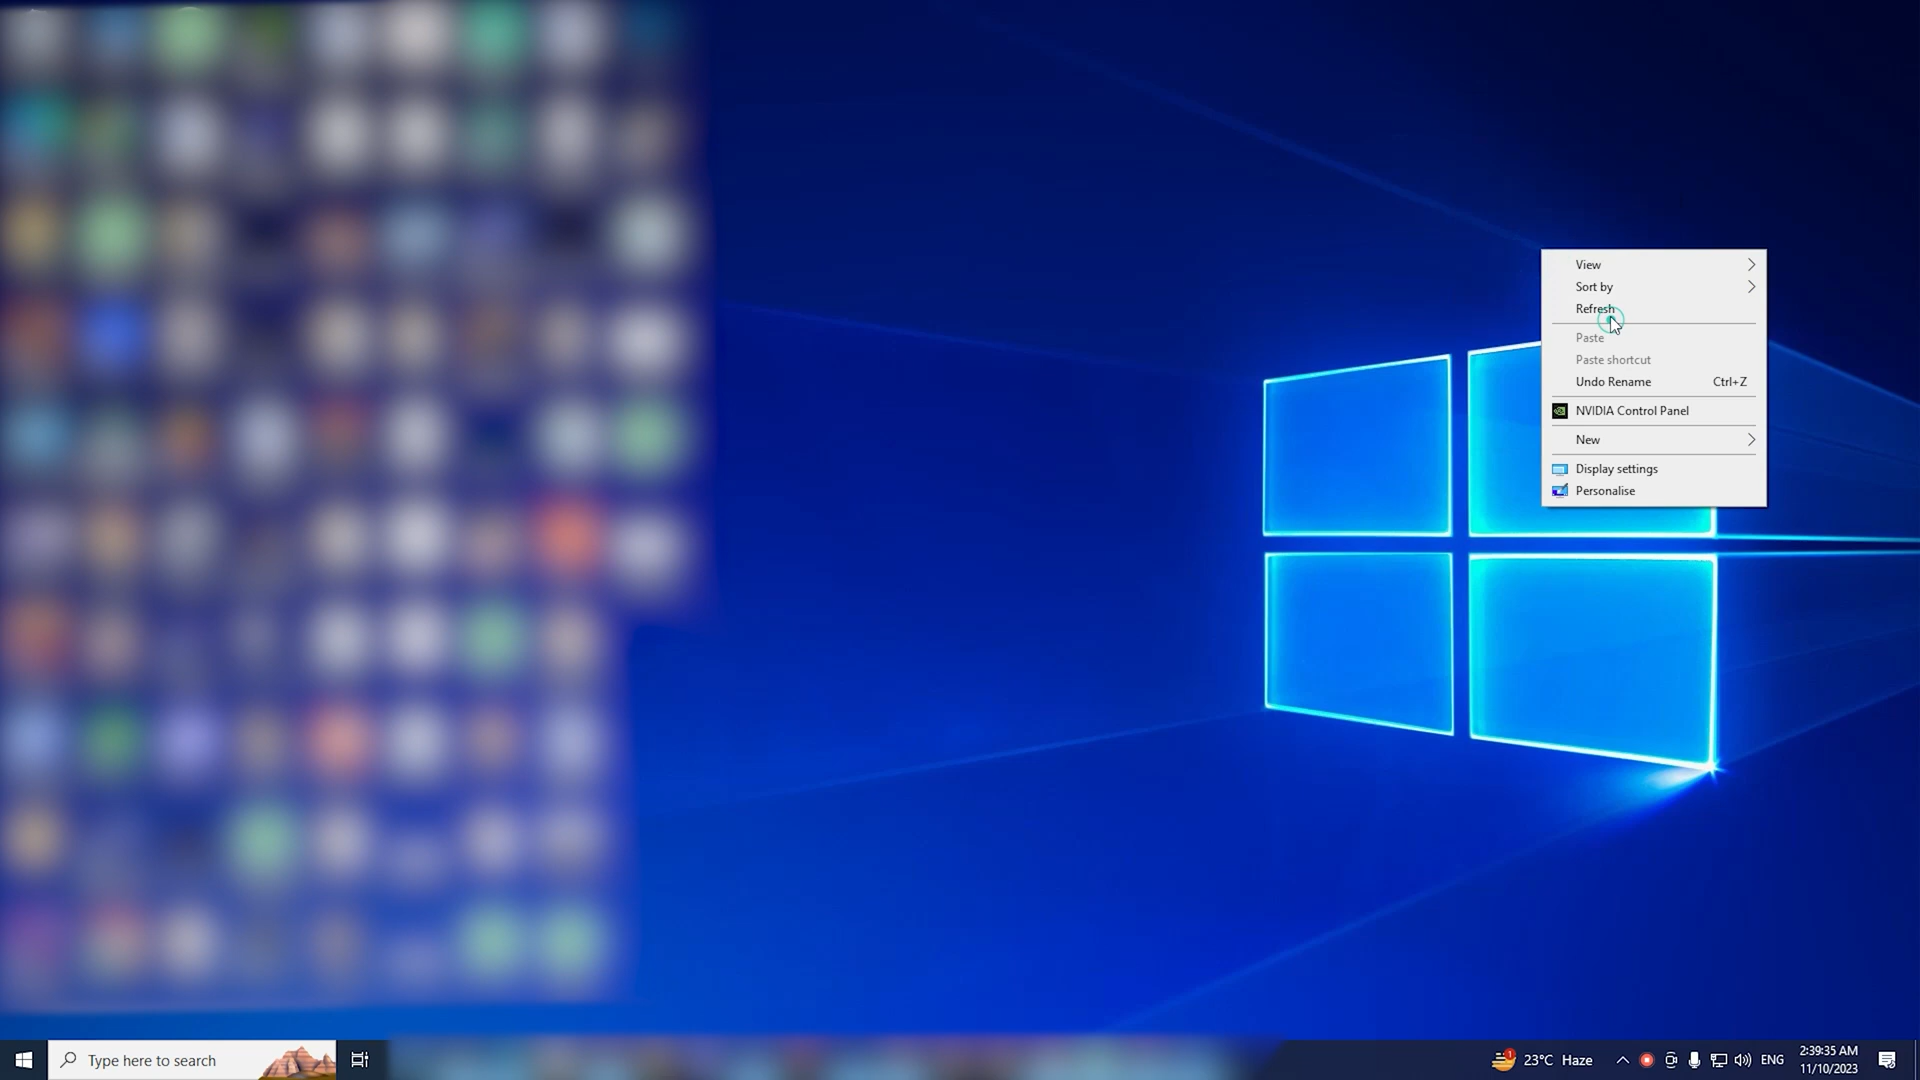 View
Sort by
Refresh
Paste
Paste shortcut
Undo Rename Ctrl+Z
NVIDIA Control Panel
New
Display settings
Personalise
Type here to search
1
23°C Haze
ENG
2:39:35 AM
11/10/2023